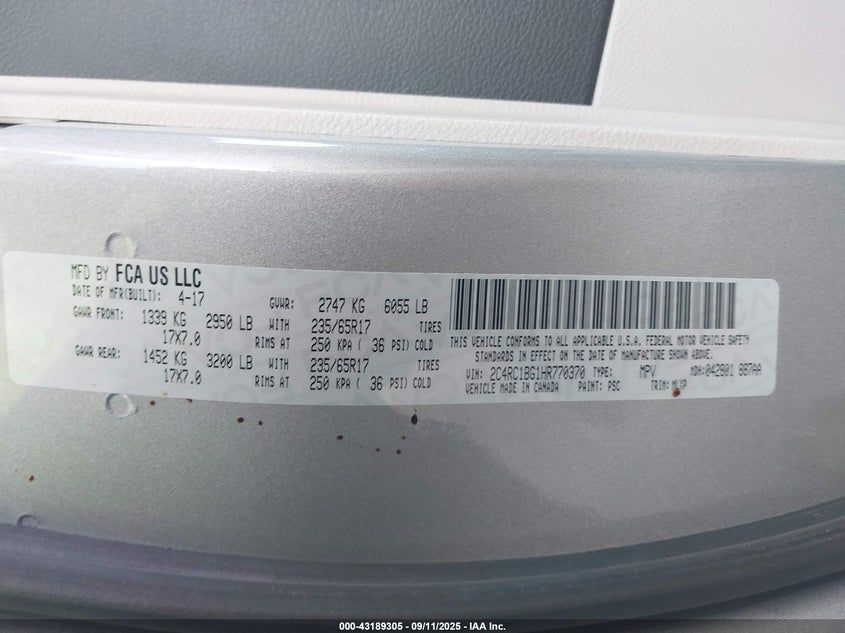 MFD BY FCA US LLC
DATE OF MFR(BUILT): 4-17 GVWR: 2747 KG 6055 LB
GAWR FRONT: 1339 KG 2950 LB WITH 235/65R17 TIRES
17X7.0 RIMS AT 250 KPA ( 36 PSI) COLD
GAWR REAR: 1452 KG 3200 LB WITH 235/65R17 TIRES
17X7.0 RIMS AT 250 KPA ( 36 PSI) COLD
THIS VEHICLE CONFORMS TO ALL APPLICABLE U.S.A. FEDERAL MOTOR VEHICLE SAFETY
STANDARDS IN EFFECT ON THE DATE OF MANUFACTURE SHOWN ABOVE.
VIN: 2C4RC1BG1HR770370 TYPE: MPV MDH: 042801 887AA
VEHICLE MADE IN CANADA PAINT: PSC TRIM:
000-43189305 - 09/11/2025 - IAA Inc.